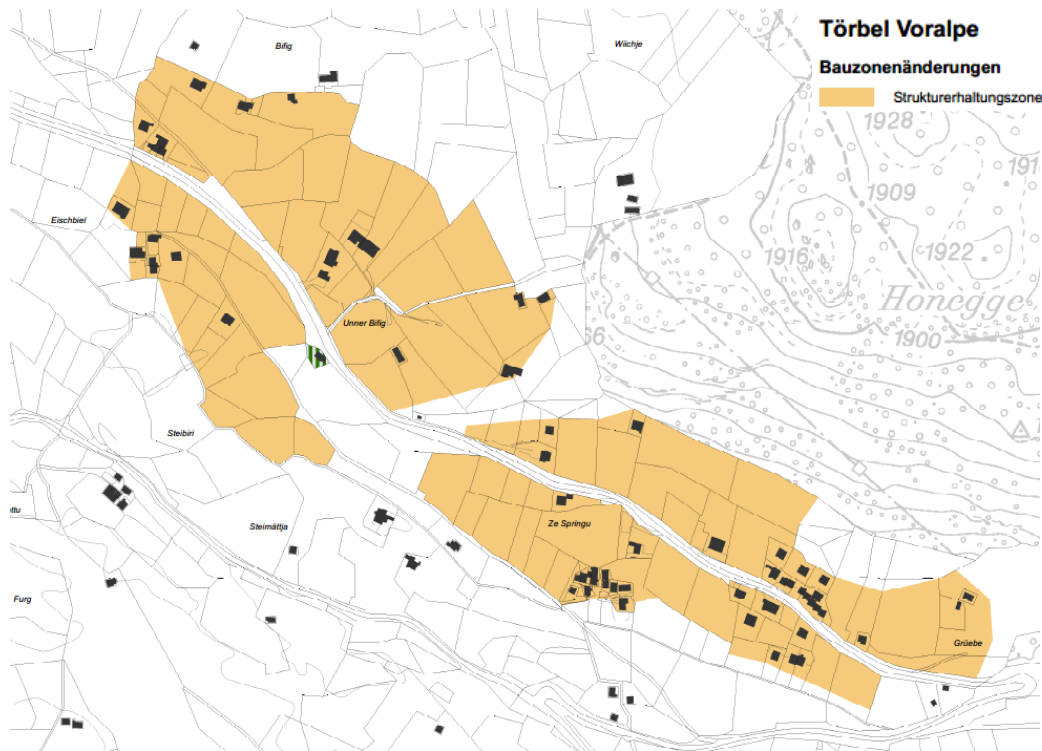 Törbel Voralpe
Bauzonenänderungen
Strukturerhaltungszone
Bifig
Wiichje
1928
1909
1916
1922
Honegge
1900
Eischbiel
Unner Bifig
Steibiri
Steimättja
Ze Springu
Furg
Grüebe